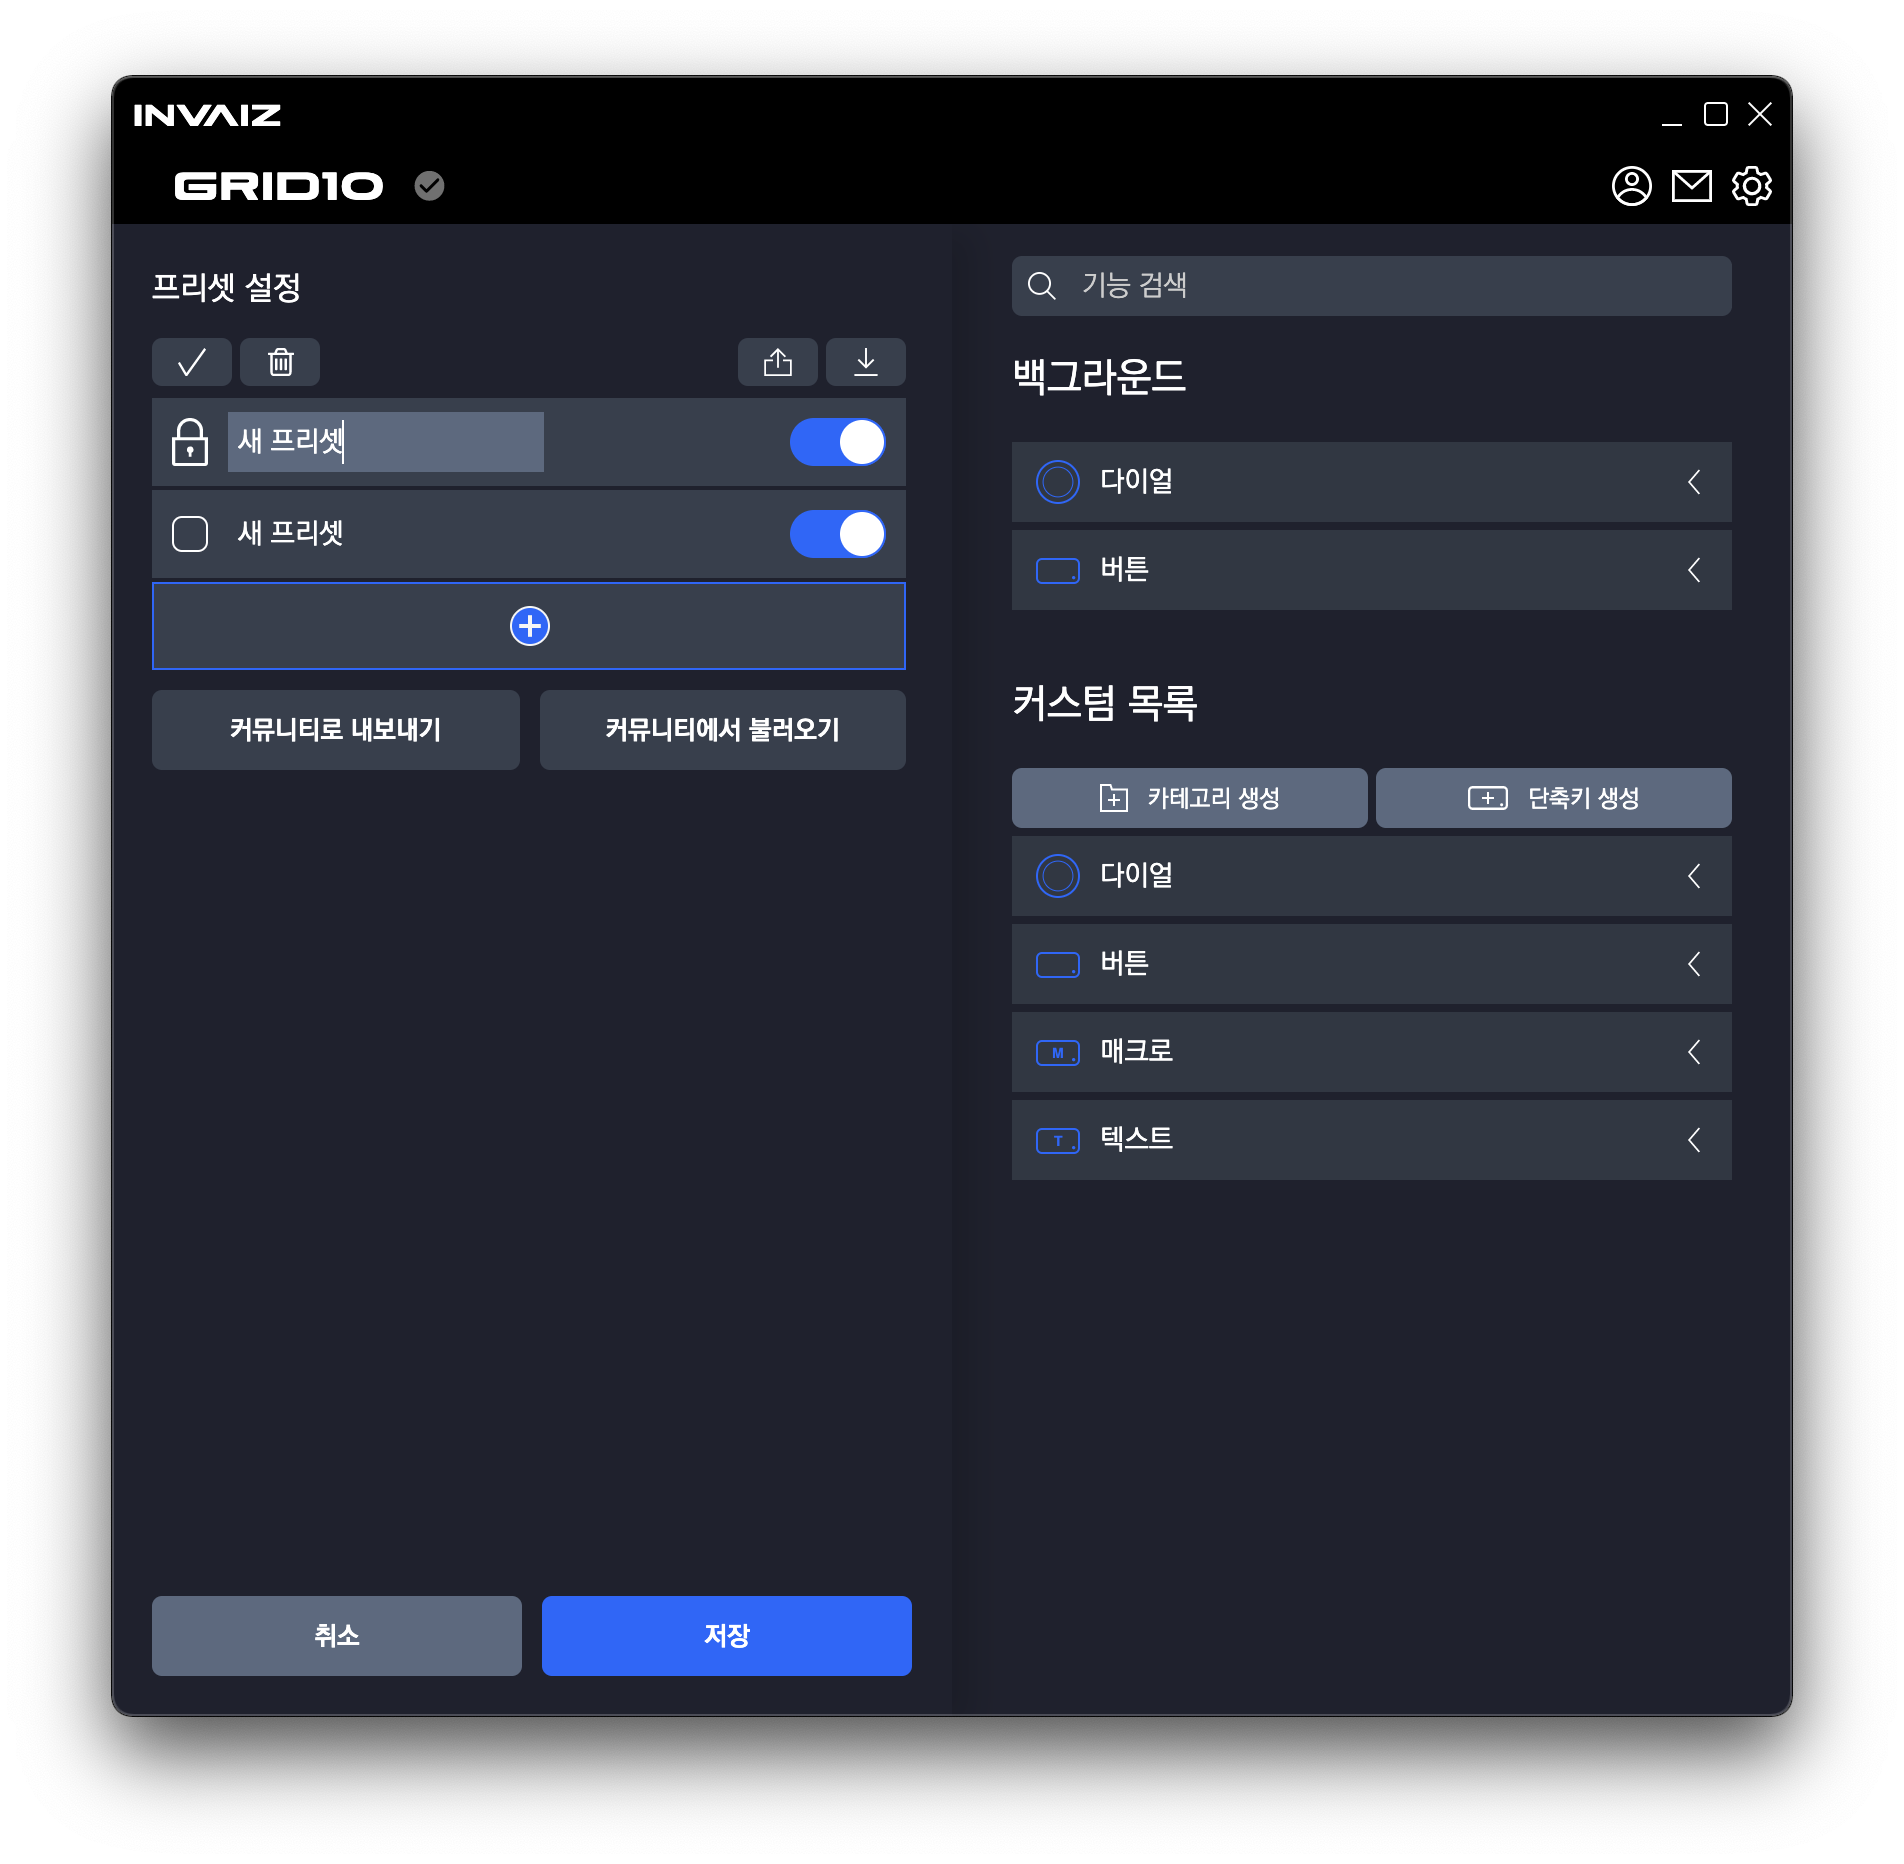 INVAIZ
GRID10
프리셋 설정
새 프리셋
새 프리셋
커뮤니티로 내보내기
커뮤니티에서 불러오기
취소
저장
기능 검색
백그라운드
다이얼
버튼
커스텀 목록
카테고리 생성
단축키 생성
다이얼
버튼
M
매크로
T
텍스트